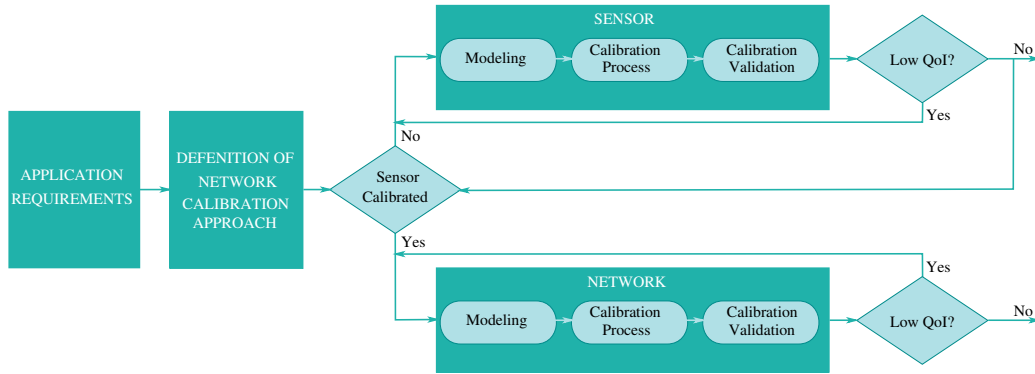 APPLICATION
REQUIREMENTS
DEFENITION OF
NETWORK
CALIBRATION
APPROACH
Sensor
Calibrated
No
Yes
SENSOR
Modeling
Calibration
Process
Calibration
Validation
Low QoI?
No
Yes
NETWORK
Modeling
Calibration
Process
Calibration
Validation
Low QoI?
Yes
No